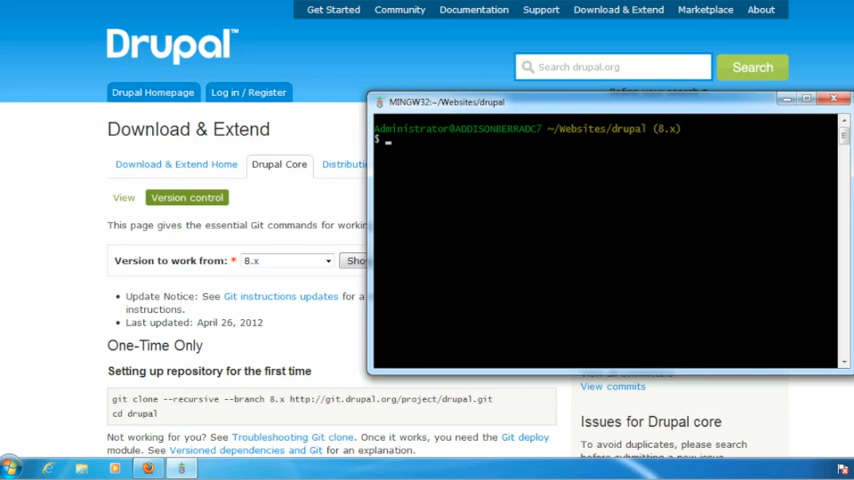 Get Started Community Documentation Support Download & Extend Marketplace About
Drupal™
Search drupal.org Search
Drupal Homepage Log in / Register
MINGW32:~/Websites/drupal
Download & Extend
Administrator@ADDISONBERRADC7 ~/Websites/drupal (8.x)
$
Download & Extend Home Drupal Core
View Version control
This page gives the essential Git commands for
Version to work from: * 8.x
• Update Notice: See Git instructions updates for a
instructions.
• Last updated: April 26, 2012
One-Time Only
Setting up repository for the first time
View commits
git clone --recursive --branch 8.x http://git.drupal.org/project/drupal.git
cd drupal
Issues for Drupal core
Not working for you? See Troubleshooting Git clone. Once it works, you need the Git deploy
module. See Versioned dependencies and Git for an explanation.
To avoid duplicates, please search
before submitting a new issue.